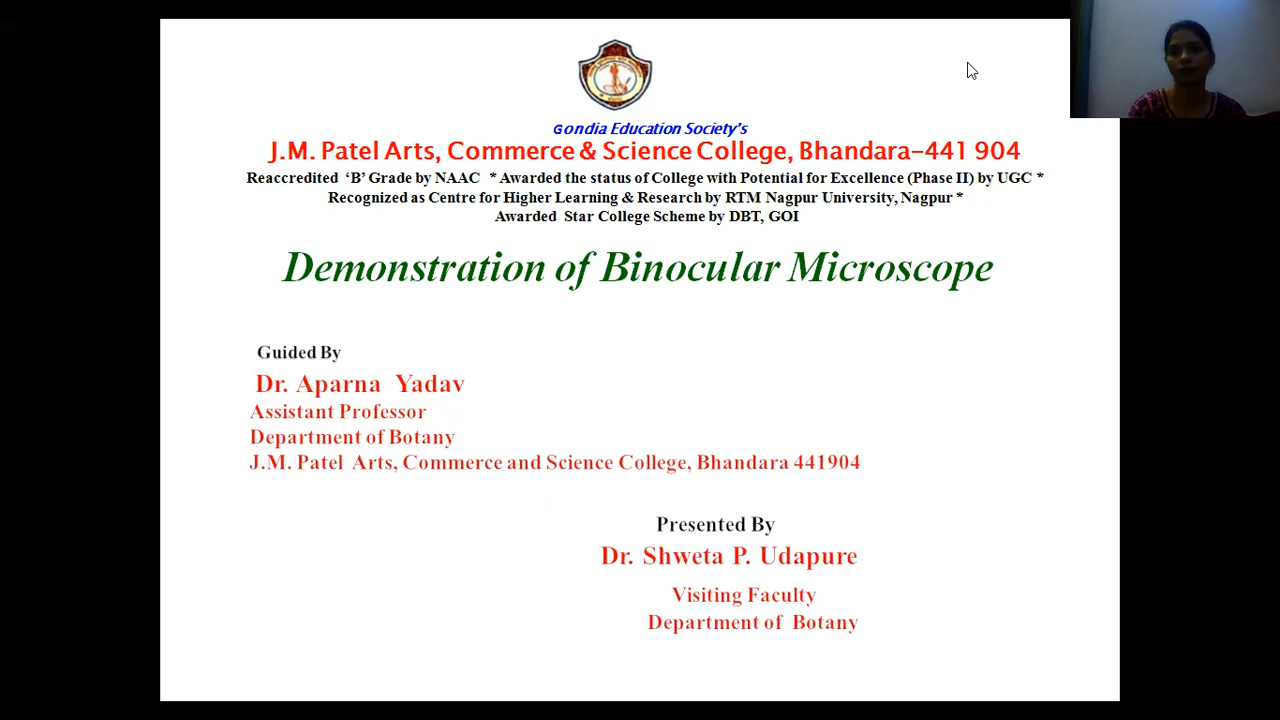 Gondia Education Society's
J.M. Patel Arts, Commerce & Science College, Bhandara-441 904
Reaccredited 'B' Grade by NAAC * Awarded the status of College with Potential for Excellence (Phase II) by UGC *
Recognized as Centre for Higher Learning & Research by RTM Nagpur University, Nagpur *
Awarded Star College Scheme by DBT, GOI
Demonstration of Binocular Microscope
Guided By
Dr. Aparna Yadav
Assistant Professor
Department of Botany
J.M. Patel Arts, Commerce and Science College, Bhandara 441904
Presented By
Dr. Shweta P. Udapure
Visiting Faculty
Department of Botany